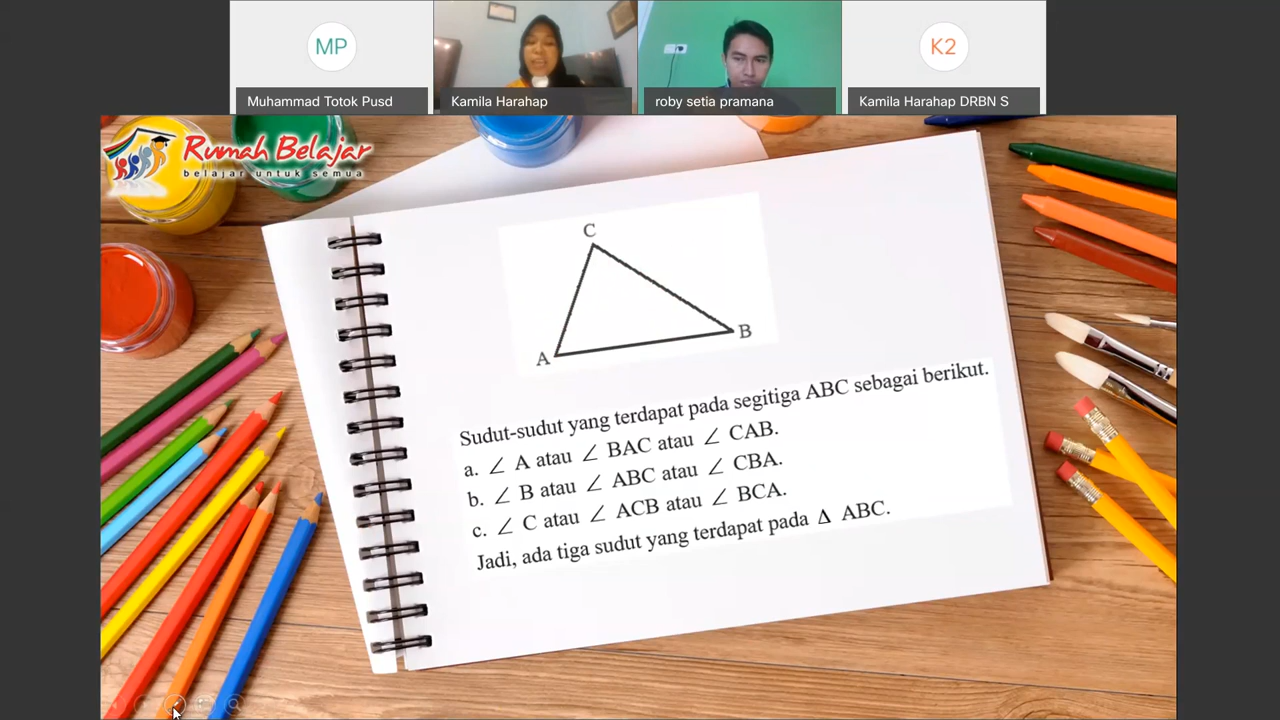 MP
K2
Muhammad Totok Pusd
Kamila Harahap
roby setia pramana
Kamila Harahap DRBN S
Rumah Belajar
belajar untuk semua
C
A
B
Sudut-sudut yang terdapat pada segitiga ABC sebagai berikut.
a. ∠ A atau ∠ BAC atau ∠ CAB.
b. ∠ B atau ∠ ABC atau ∠ CBA.
c. ∠ C atau ∠ ACB atau ∠ BCA.
Jadi, ada tiga sudut yang terdapat pada Δ ABC.